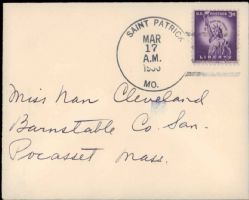 SAINT PATRICK
MAR
17
A.M.
MO.
U.S. POSTAGE 3¢
LIBERTY
Miss Nan Cleveland
Barnstable Co. San.
Pocasset Mass.